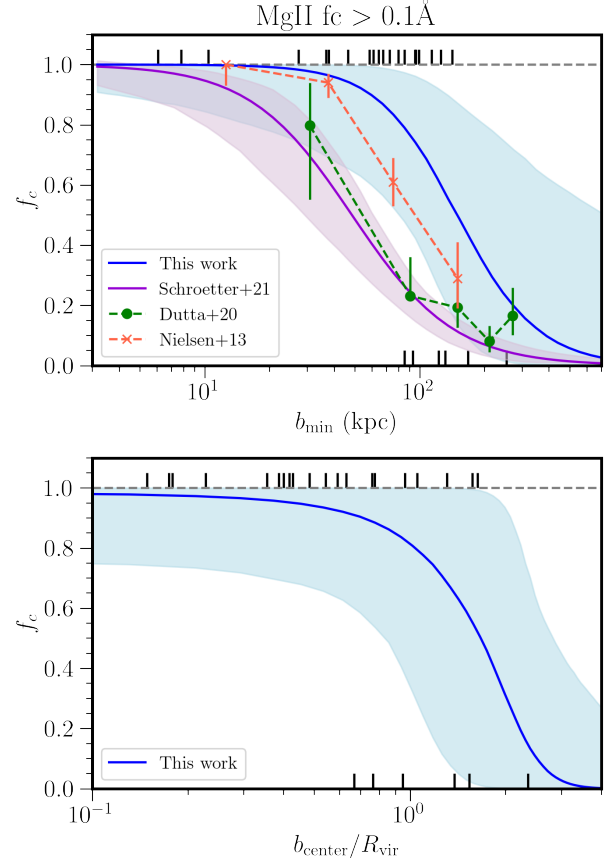 MgII fc > 0.1Å
1.0
0.8
0.6
0.4
0.2
0.0
f_c
This work
Schroetter+21
Dutta+20
Nielsen+13
10^1
10^2
b_min (kpc)
1.0
0.8
0.6
0.4
0.2
0.0
f_c
This work
10^−1
10^0
b_center/R_vir